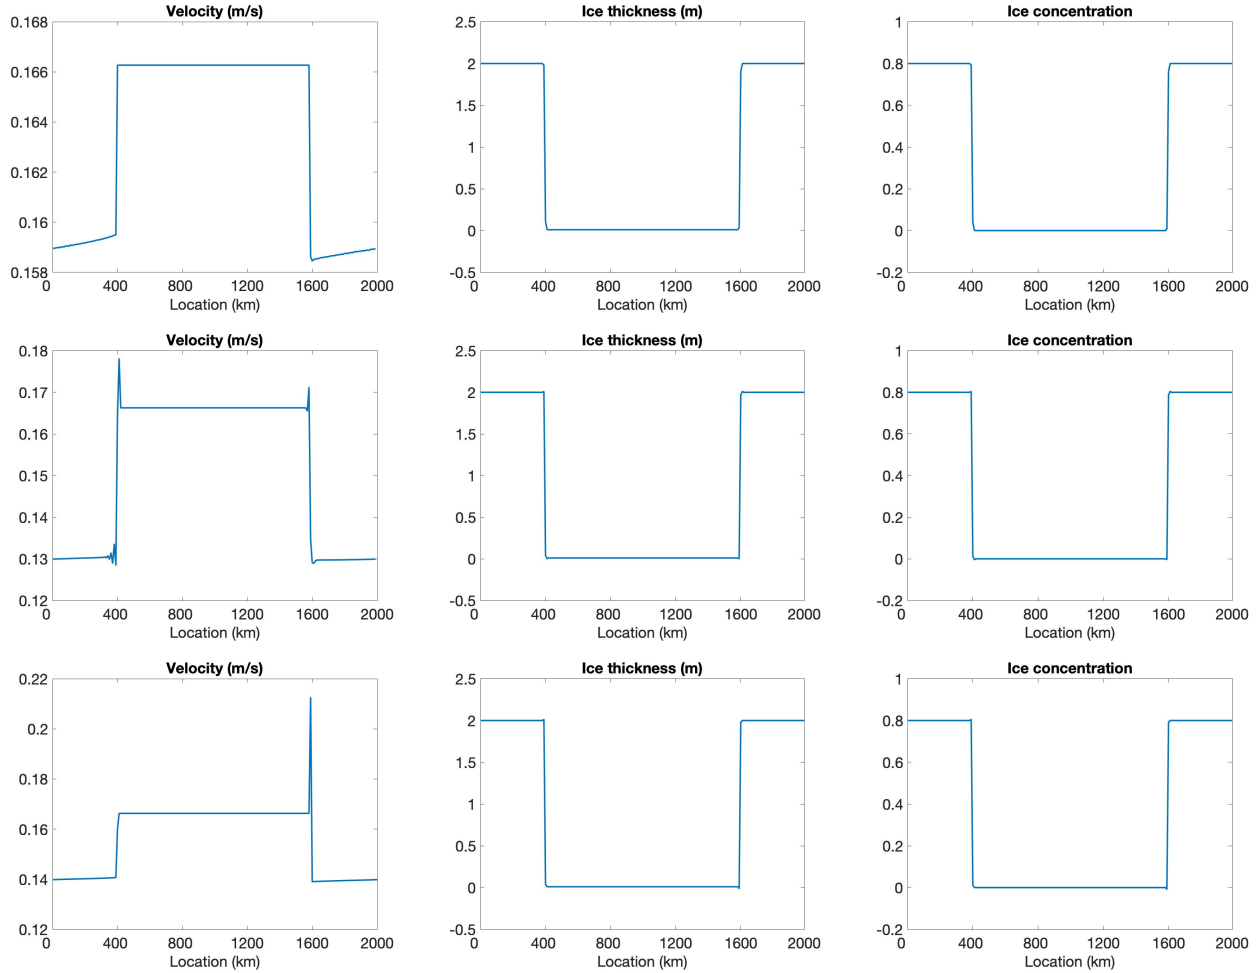 Velocity (m/s) Ice thickness (m) Ice concentration
0.168 2.5 1
0.166 2 0.8
0.164 1.5 0.6
1 0.4
0.162 0.5 0.2
0.16 0 0
0.158 -0.5 -0.2
0 400 800 1200 1600 2000 0 400 800 1200 1600 2000 0 400 800 1200 1600 2000
Location (km) Location (km) Location (km)
Velocity (m/s) Ice thickness (m) Ice concentration
0.18 2.5 1
0.17 2 0.8
0.16 1.5 0.6
0.15 1 0.4
0.14 0.5 0.2
0.13 0 0
0.12 -0.5 -0.2
0 400 800 1200 1600 2000 0 400 800 1200 1600 2000 0 400 800 1200 1600 2000
Location (km) Location (km) Location (km)
Velocity (m/s) Ice thickness (m) Ice concentration
0.22 2.5 1
0.2 2 0.8
0.18 1.5 0.6
1 0.4
0.16 0.5 0.2
0.14 0 0
0.12 -0.5 -0.2
0 400 800 1200 1600 2000 0 400 800 1200 1600 2000 0 400 800 1200 1600 2000
Location (km) Location (km) Location (km)